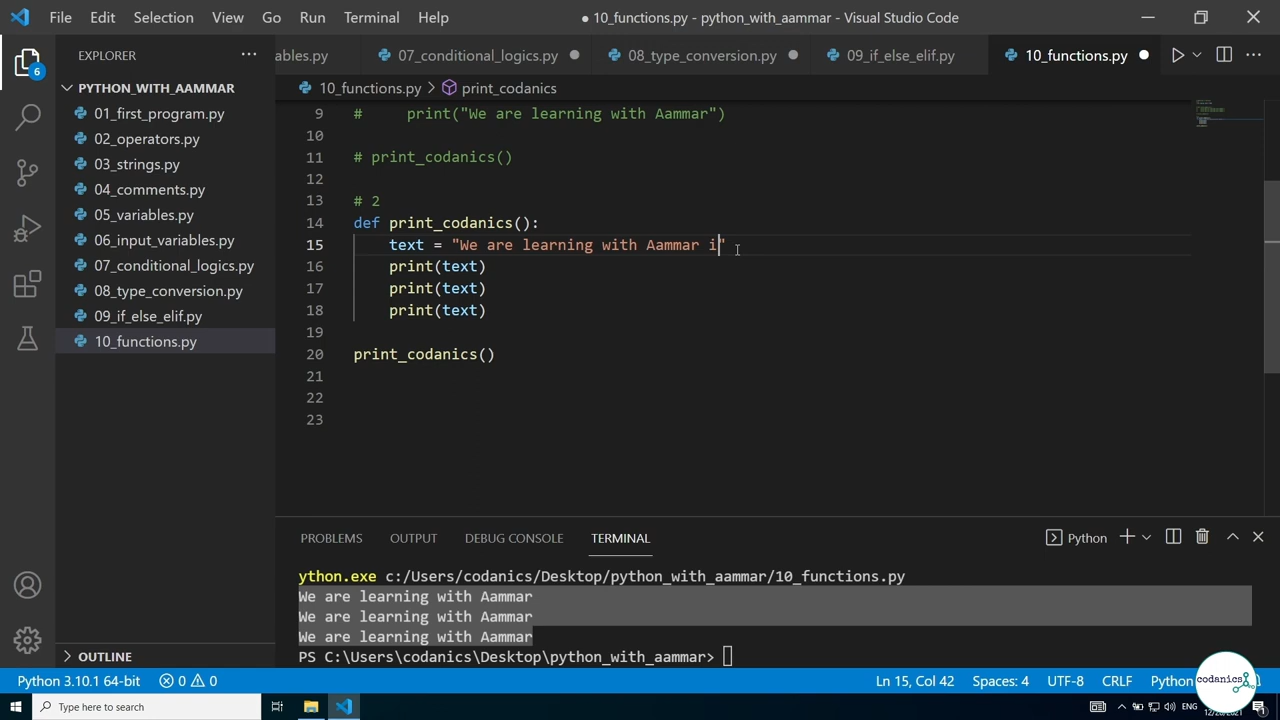 File Edit Selection View Go Run Terminal Help
● 10_functions.py - python_with_aammar - Visual Studio Code
EXPLORER
ables.py 07_conditional_logics.py 08_type_conversion.py 09_if_else_elif.py 10_functions.py
6
PYTHON_WITH_AAMMAR
01_first_program.py
02_operators.py
03_strings.py
04_comments.py
05_variables.py
06_input_variables.py
07_conditional_logics.py
08_type_conversion.py
09_if_else_elif.py
10_functions.py
OUTLINE
10_functions.py > print_codanics
9 #     print("We are learning with Aammar")
10
11 # print_codanics()
12
13 # 2
14 def print_codanics():
15     text = "We are learning with Aammar i"
16     print(text)
17     print(text)
18     print(text)
19
20 print_codanics()
21
22
23
PROBLEMS OUTPUT DEBUG CONSOLE TERMINAL
Python
ython.exe c:/Users/codanics/Desktop/python_with_aammar/10_functions.py
We are learning with Aammar
We are learning with Aammar
We are learning with Aammar
PS C:\Users\codanics\Desktop\python_with_aammar>
Python 3.10.1 64-bit 0 0 Ln 15, Col 42 Spaces: 4 UTF-8 CRLF Python
codanics
Type here to search
ENG